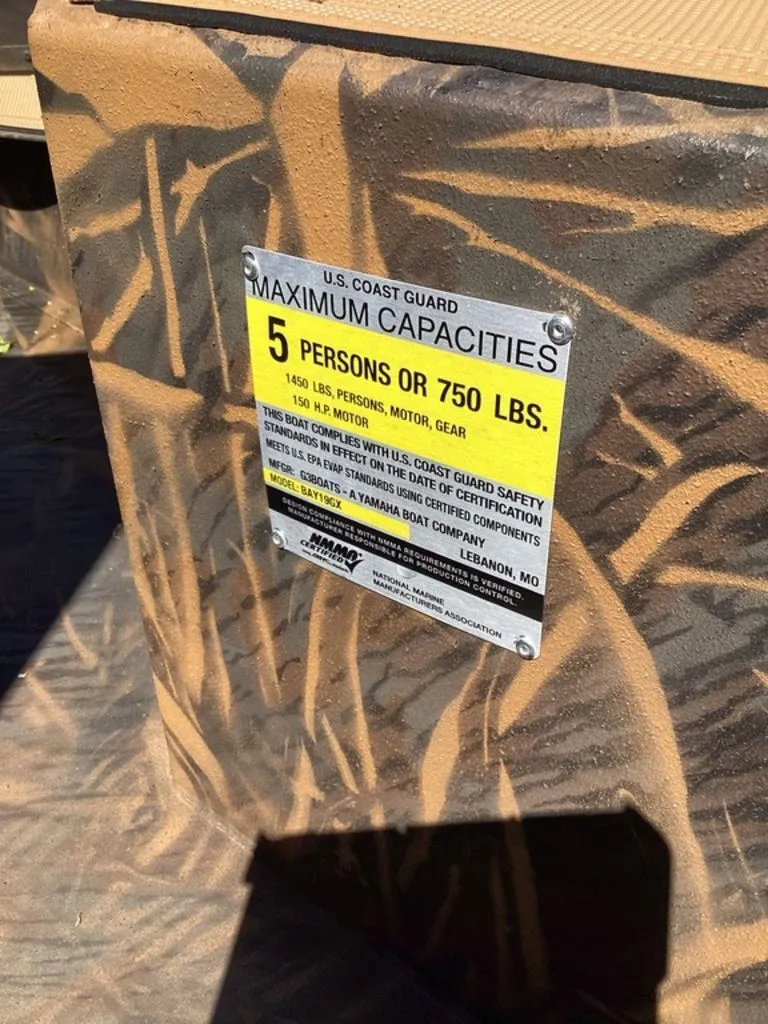 U.S. COAST GUARD
MAXIMUM CAPACITIES
5 PERSONS OR 750 LBS.
1450 LBS, PERSONS, MOTOR, GEAR
150 H.P. MOTOR
THIS BOAT COMPLIES WITH U.S. COAST GUARD SAFETY
STANDARDS IN EFFECT ON THE DATE OF CERTIFICATION
MEETS U.S. EPA EVAP STANDARDS USING CERTIFIED COMPONENTS
MFGR: G3BOATS - A YAMAHA BOAT COMPANY
LEBANON, MO
MODEL: BAY19GX
DESIGN COMPLIANCE WITH NMMA REQUIREMENTS IS VERIFIED.
MANUFACTURER RESPONSIBLE FOR PRODUCTION CONTROL.
NMMA
CERTIFIED
NATIONAL MARINE
MANUFACTURERS ASSOCIATION